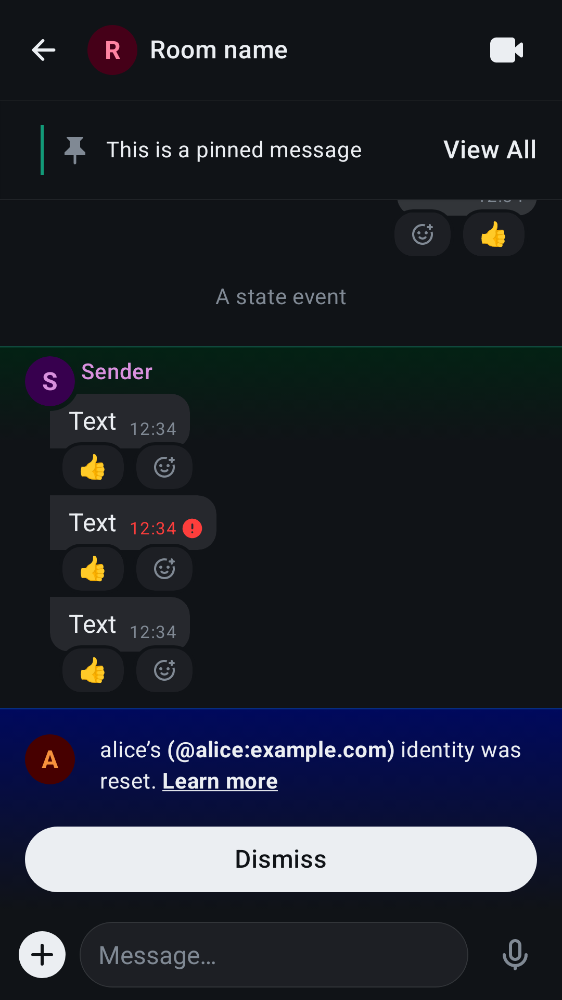 R Room name
This is a pinned message View All
A state event
S Sender
Text 12:34
Text 12:34
Text 12:34
A alice’s (@alice:example.com) identity was
reset. Learn more
Dismiss
Message…